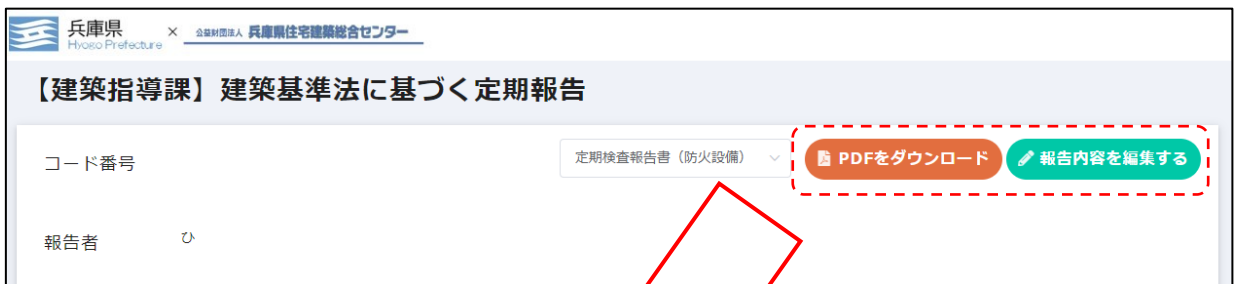 兵庫県
Hyogo Prefecture
×
公益財団法人 兵庫県住宅建築総合センター
【建築指導課】建築基準法に基づく定期報告
コード番号
定期検査報告書（防火設備）
PDFをダウンロード
報告内容を編集する
報告者
ひ